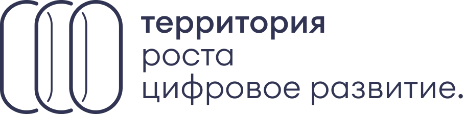 территория
роста
цифровое развитие.